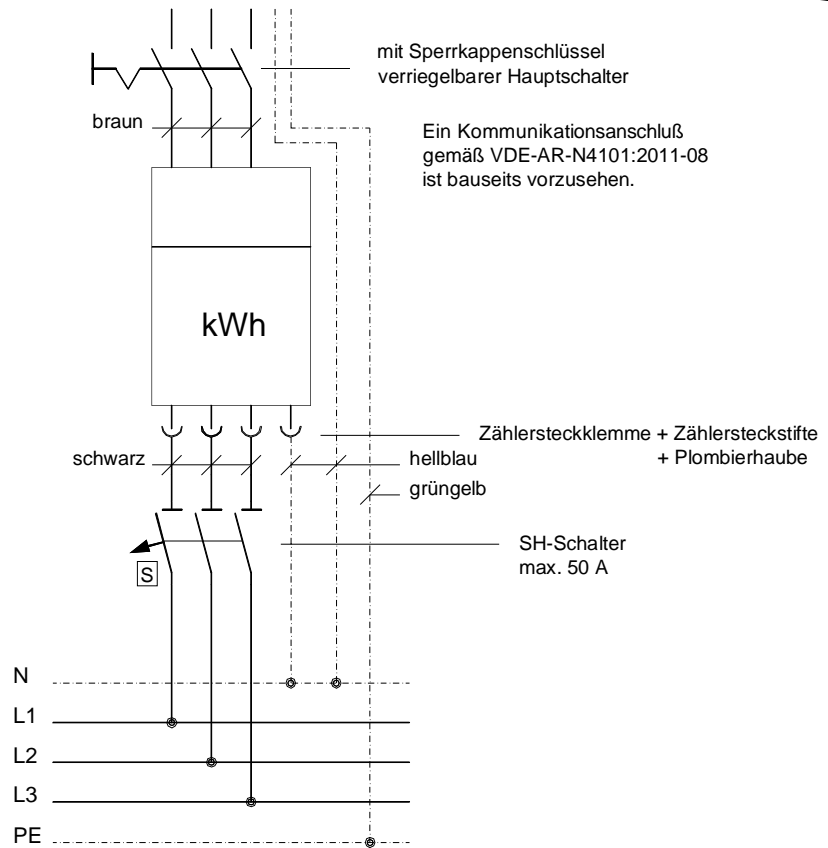 mit Sperrkappenschlüssel
verriegelbarer Hauptschalter
braun
Ein Kommunikationsanschluß
gemäß VDE-AR-N4101:2011-08
ist bauseits vorzusehen.
kWh
Zählersteckklemme + Zählersteckstifte
+ Plombierhaube
schwarz
hellblau
grüngelb
SH-Schalter
max. 50 A
S
N
L1
L2
L3
PE